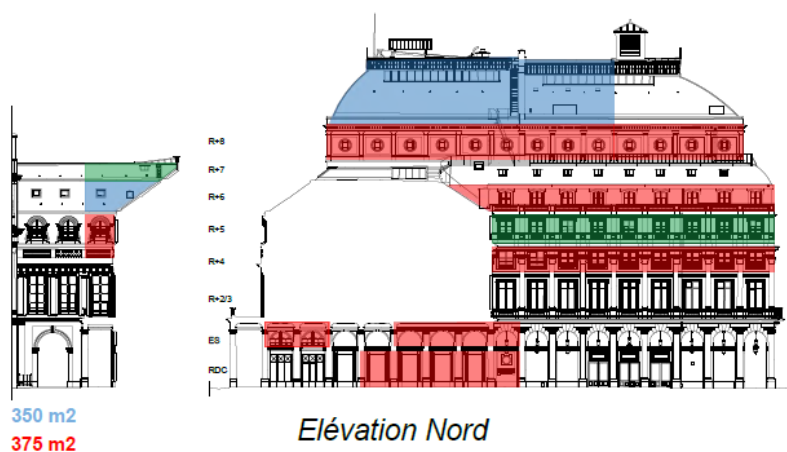 R+8
R+7
R+6
R+5
R+4
R+2/3
ES
RDC
350 m2
375 m2
Elévation Nord